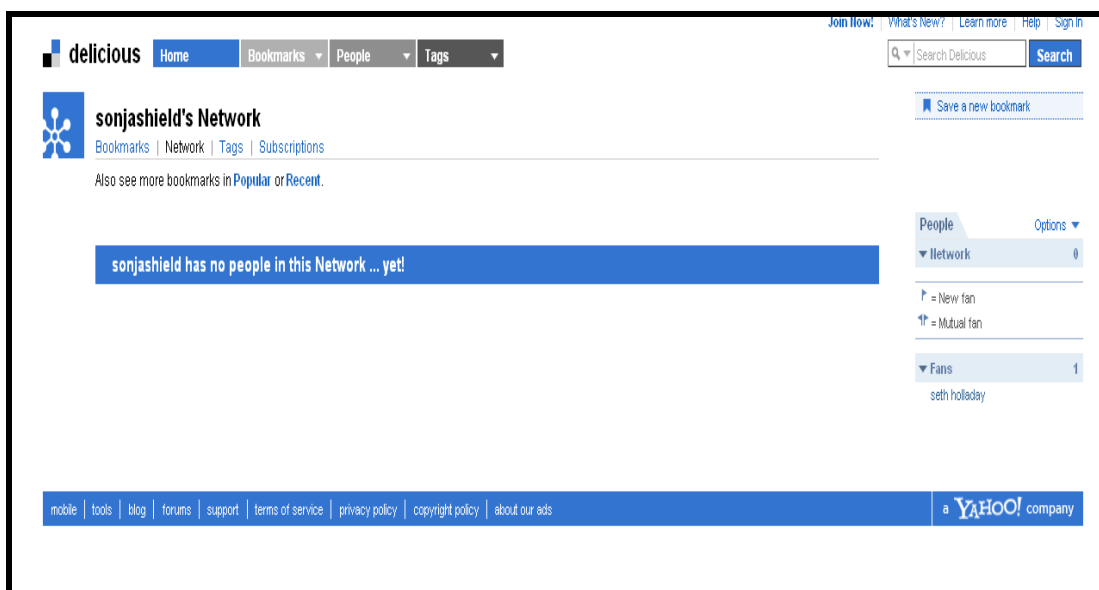 Join Now! | What's New? | Learn more | Help | Sign In
delicious Home Bookmarks People Tags
Search Delicious Search
Save a new bookmark
sonjashield's Network
Bookmarks | Network | Tags | Subscriptions
Also see more bookmarks in Popular or Recent.
People Options
Network 0
sonjashield has no people in this Network ... yet!
= New fan
= Mutual fan
Fans 1
seth holladay
mobile | tools | blog | forums | support | terms of service | privacy policy | copyright policy | about our ads
a YAHOO! company